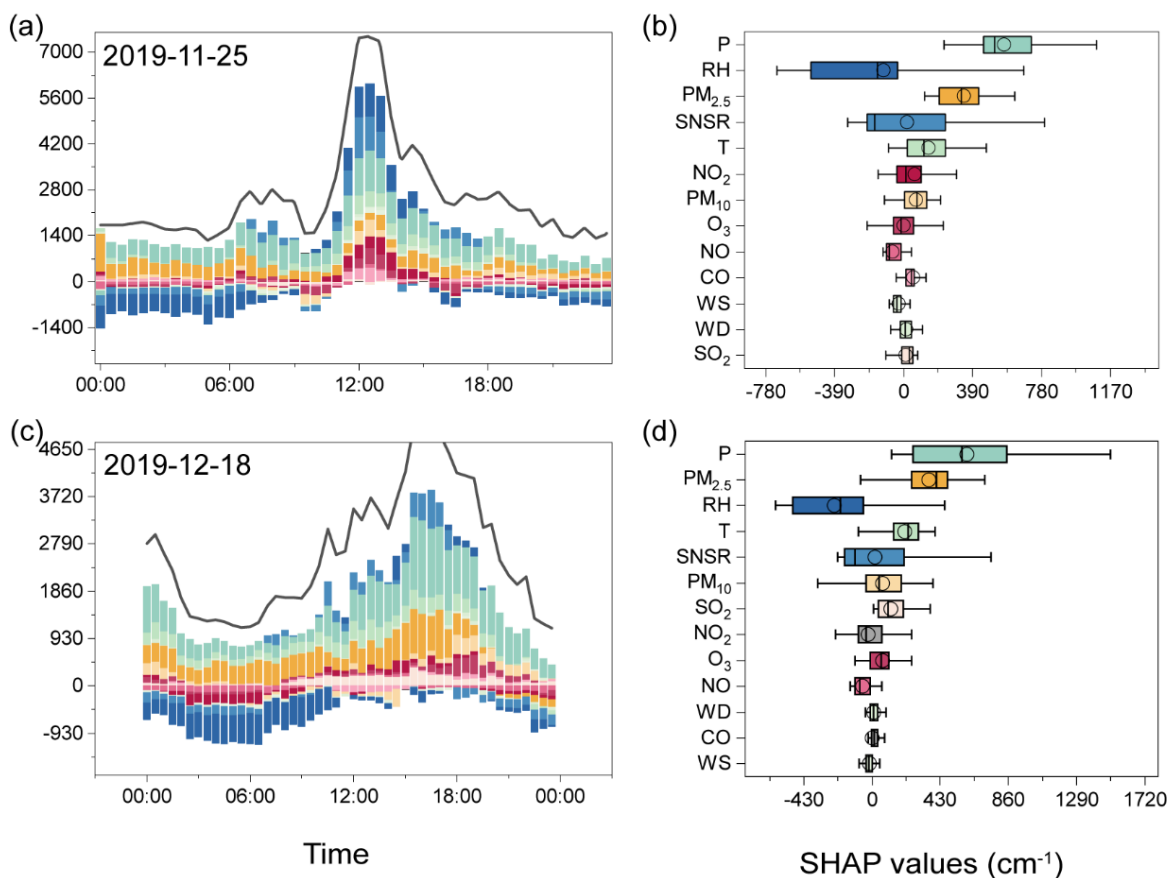 (a)
2019-11-25
7000
5600
4200
2800
1400
0
-1400
00:00 06:00 12:00 18:00
(b)
P
RH
PM2.5
SNSR
T
NO2
PM10
O3
NO
CO
WS
WD
SO2
-780 -390 0 390 780 1170
(c)
2019-12-18
4650
3720
2790
1860
930
0
-930
00:00 06:00 12:00 18:00 00:00
Time
(d)
P
PM2.5
RH
T
SNSR
PM10
SO2
NO2
O3
NO
WD
CO
WS
-430 0 430 860 1290 1720
SHAP values (cm⁻¹)